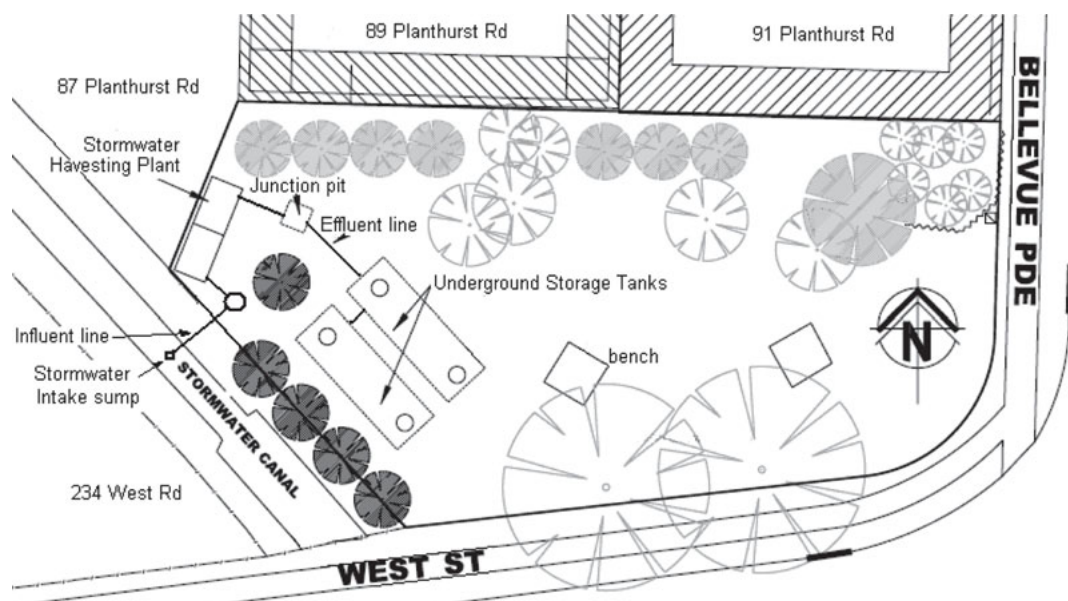 89 Planthurst Rd
91 Planthurst Rd
87 Planthurst Rd
Stormwater
Havesting Plant
Junction pit
Effluent line
Underground Storage Tanks
Influent line
Stormwater
Intake sump
STORMWATER CANAL
bench
N
BELLLEVUE PDE
234 West Rd
WEST ST